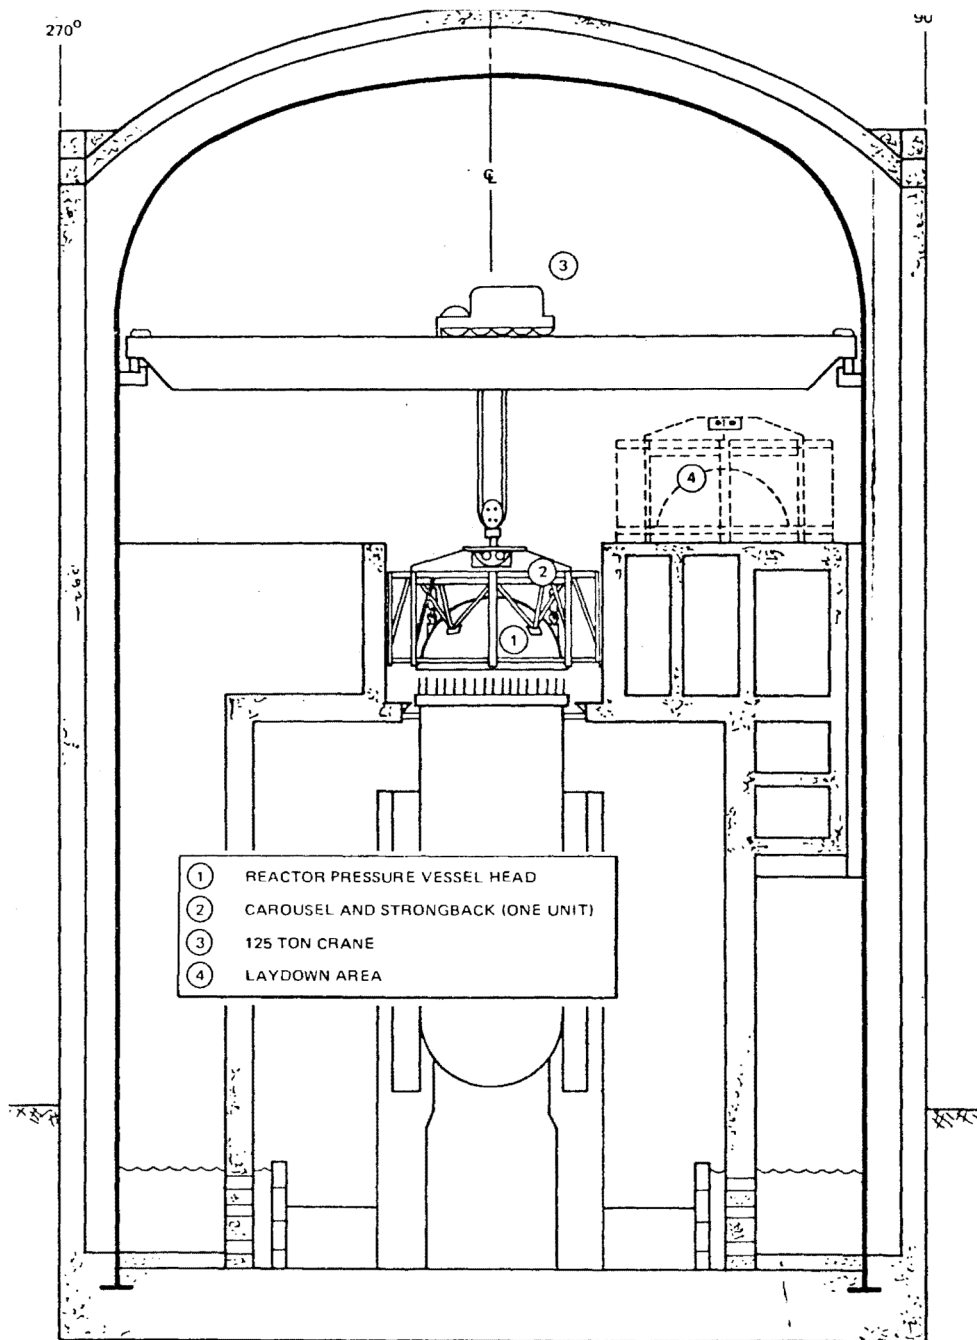 270°
90
℄
3
4
2
1
1 REACTOR PRESSURE VESSEL HEAD
2 CAROUSEL AND STRONGBACK (ONE UNIT)
3 125 TON CRANE
4 LAYDOWN AREA